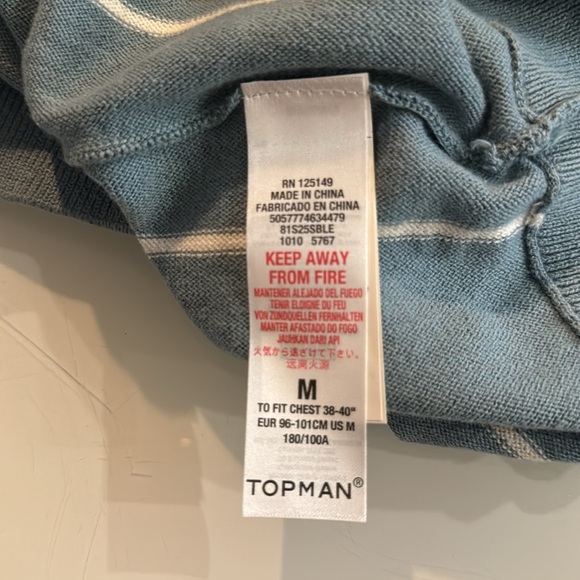 RN 125149
MADE IN CHINA
FABRICADO EN CHINA
5057774634479
81S25SBLE
1010 5767
KEEP AWAY
FROM FIRE
MANTENER ALEJADO DEL FUEGO
TENIR ELOIGNE DU FEU
VON ZUNDQUELLEN FERNHALTEN
MANTER AFASTADO DO FOGO
JAUHKAN DARI API
火気から遠ざけて下さい。
远离火源
M
TO FIT CHEST 38-40"
EUR 96-101CM US M
180/100A
TOPMAN®